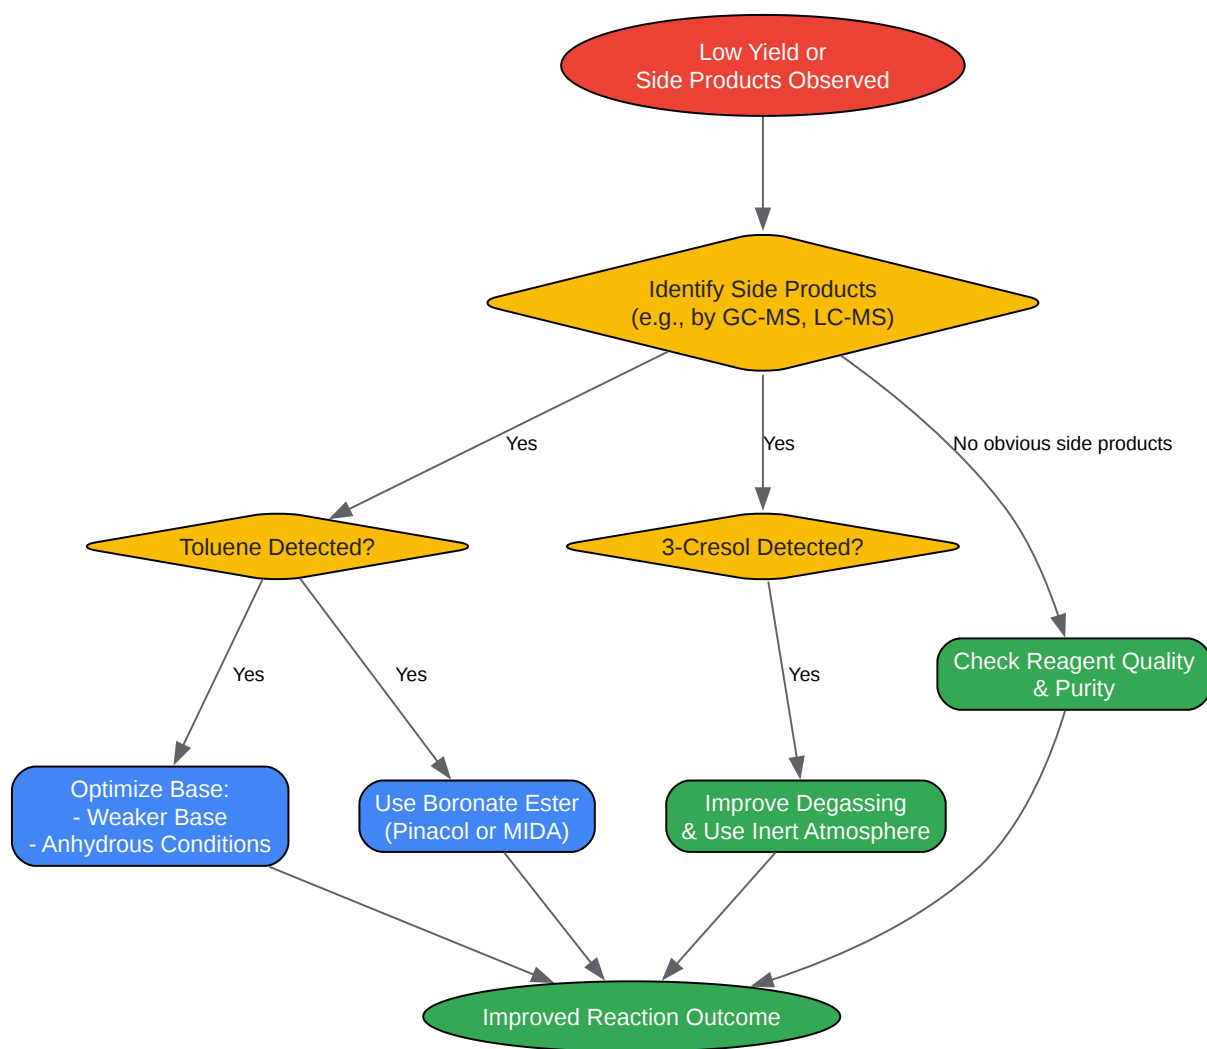 Low Yield or
Side Products Observed
Identify Side Products
(e.g., by GC-MS, LC-MS)
Yes
Yes
No obvious side products
Toluene Detected?
3-Cresol Detected?
Yes
Yes
Yes
Check Reagent Quality
& Purity
Optimize Base:
- Weaker Base
- Anhydrous Conditions
Use Boronate Ester
(Pinacol or MIDA)
Improve Degassing
& Use Inert Atmosphere
Improved Reaction Outcome